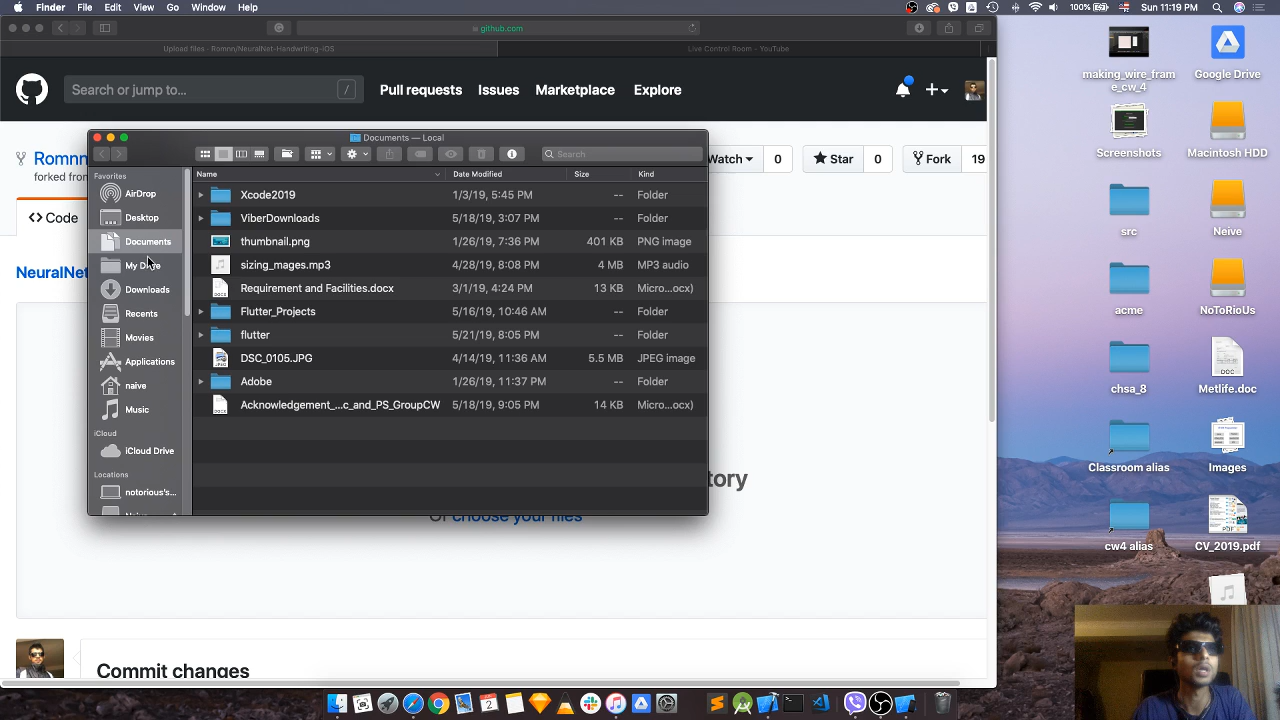 Finder File Edit View Go Window Help 100% Sun 11:19 PM
github.com
Upload files · Romnn/NeuralNet-Handwriting-iOS Live Control Room - YouTube
Search or jump to... / Pull requests Issues Marketplace Explore
Documents — Local
Search
Romnn
forked from
Watch 0 Star 0 Fork 19
Code
NeuralNet
Favorites
AirDrop
Desktop
Documents
My Drive
Downloads
Recents
Movies
Applications
naive
Music
iCloud
iCloud Drive
Locations
notorious's...
Name Date Modified Size Kind
Xcode2019 1/3/19, 5:45 PM -- Folder
ViberDownloads 5/18/19, 3:07 PM -- Folder
thumbnail.png 1/26/19, 7:36 PM 401 KB PNG image
sizing_mages.mp3 4/28/19, 8:08 PM 4 MB MP3 audio
Requirement and Facilities.docx 3/1/19, 4:24 PM 13 KB Micro...ocx)
Flutter_Projects 5/16/19, 10:46 AM -- Folder
flutter 5/21/19, 8:05 PM -- Folder
DSC_0105.JPG 4/14/19, 11:36 AM 5.5 MB JPEG image
Adobe 1/26/19, 11:37 PM -- Folder
Acknowledgement_...c_and_PS_GroupCW 5/18/19, 9:05 PM 14 KB Micro...ocx)
tory
Or choose your files
Commit changes
making_wire_fram
e_cw_4
Google Drive
Screenshots
Macintosh HDD
src
Neive
acme
NoToRioUs
chsa_8
Metlife.doc
DOC
Classroom alias
Images
cw4 alias
CV_2019.pdf
PDF